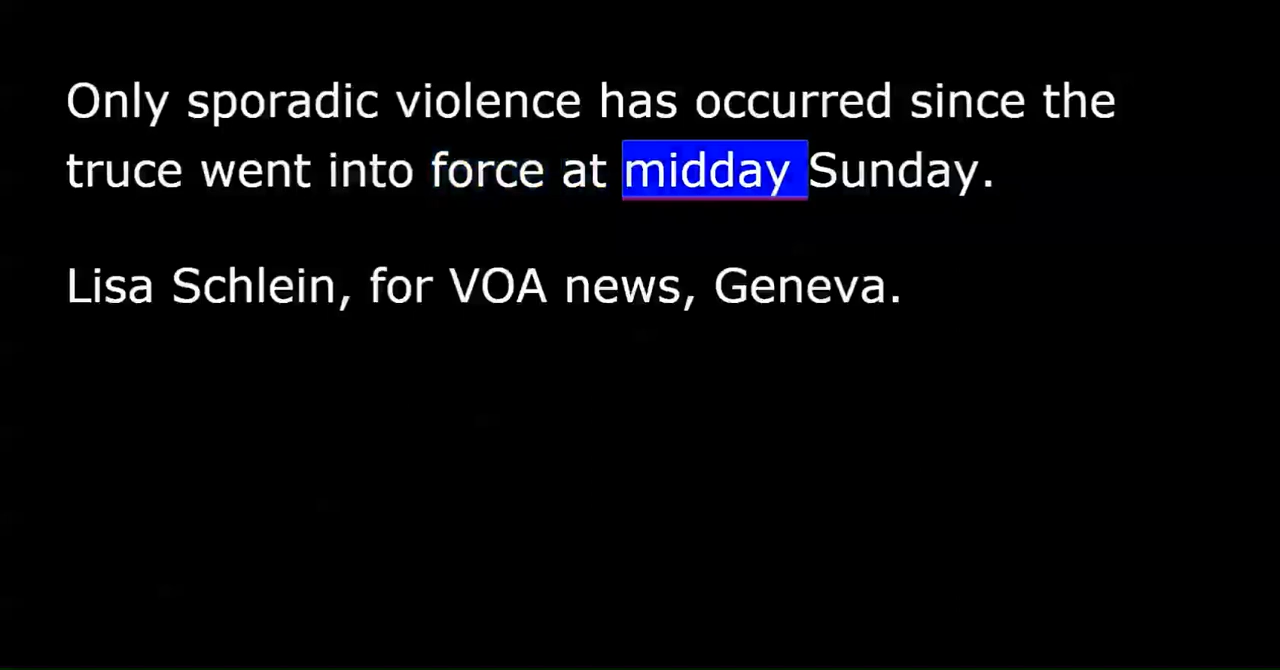 Only sporadic violence has occurred since the
truce went into force at midday Sunday.
Lisa Schlein, for VOA news, Geneva.